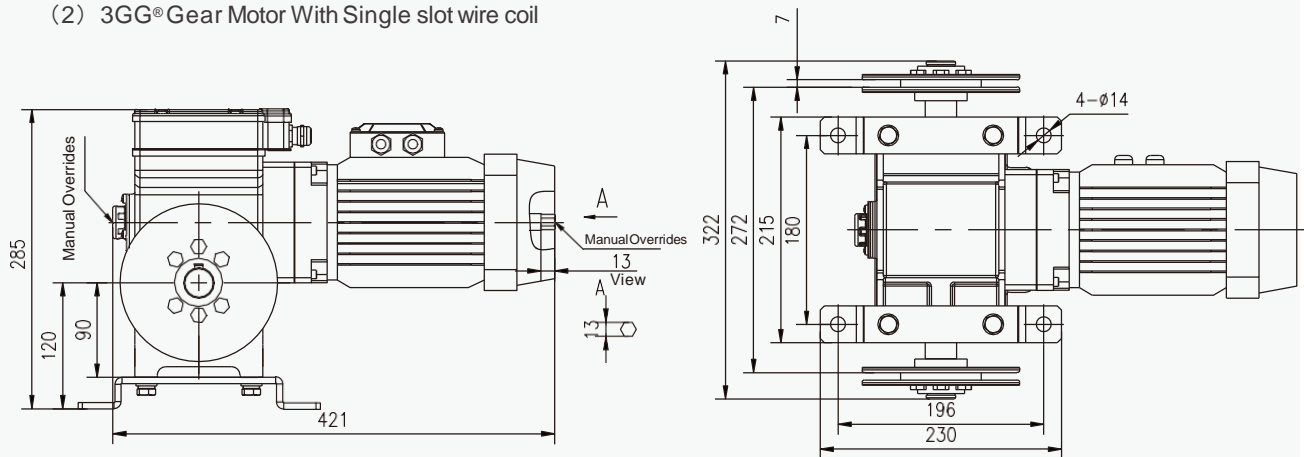 （2） 3GG® Gear Motor With Single slot wire coil
285
120
90
421
Manual Overrides
A
Manual Overrides
13
View
A
13
7
322
272
215
180
4-ø14
196
230